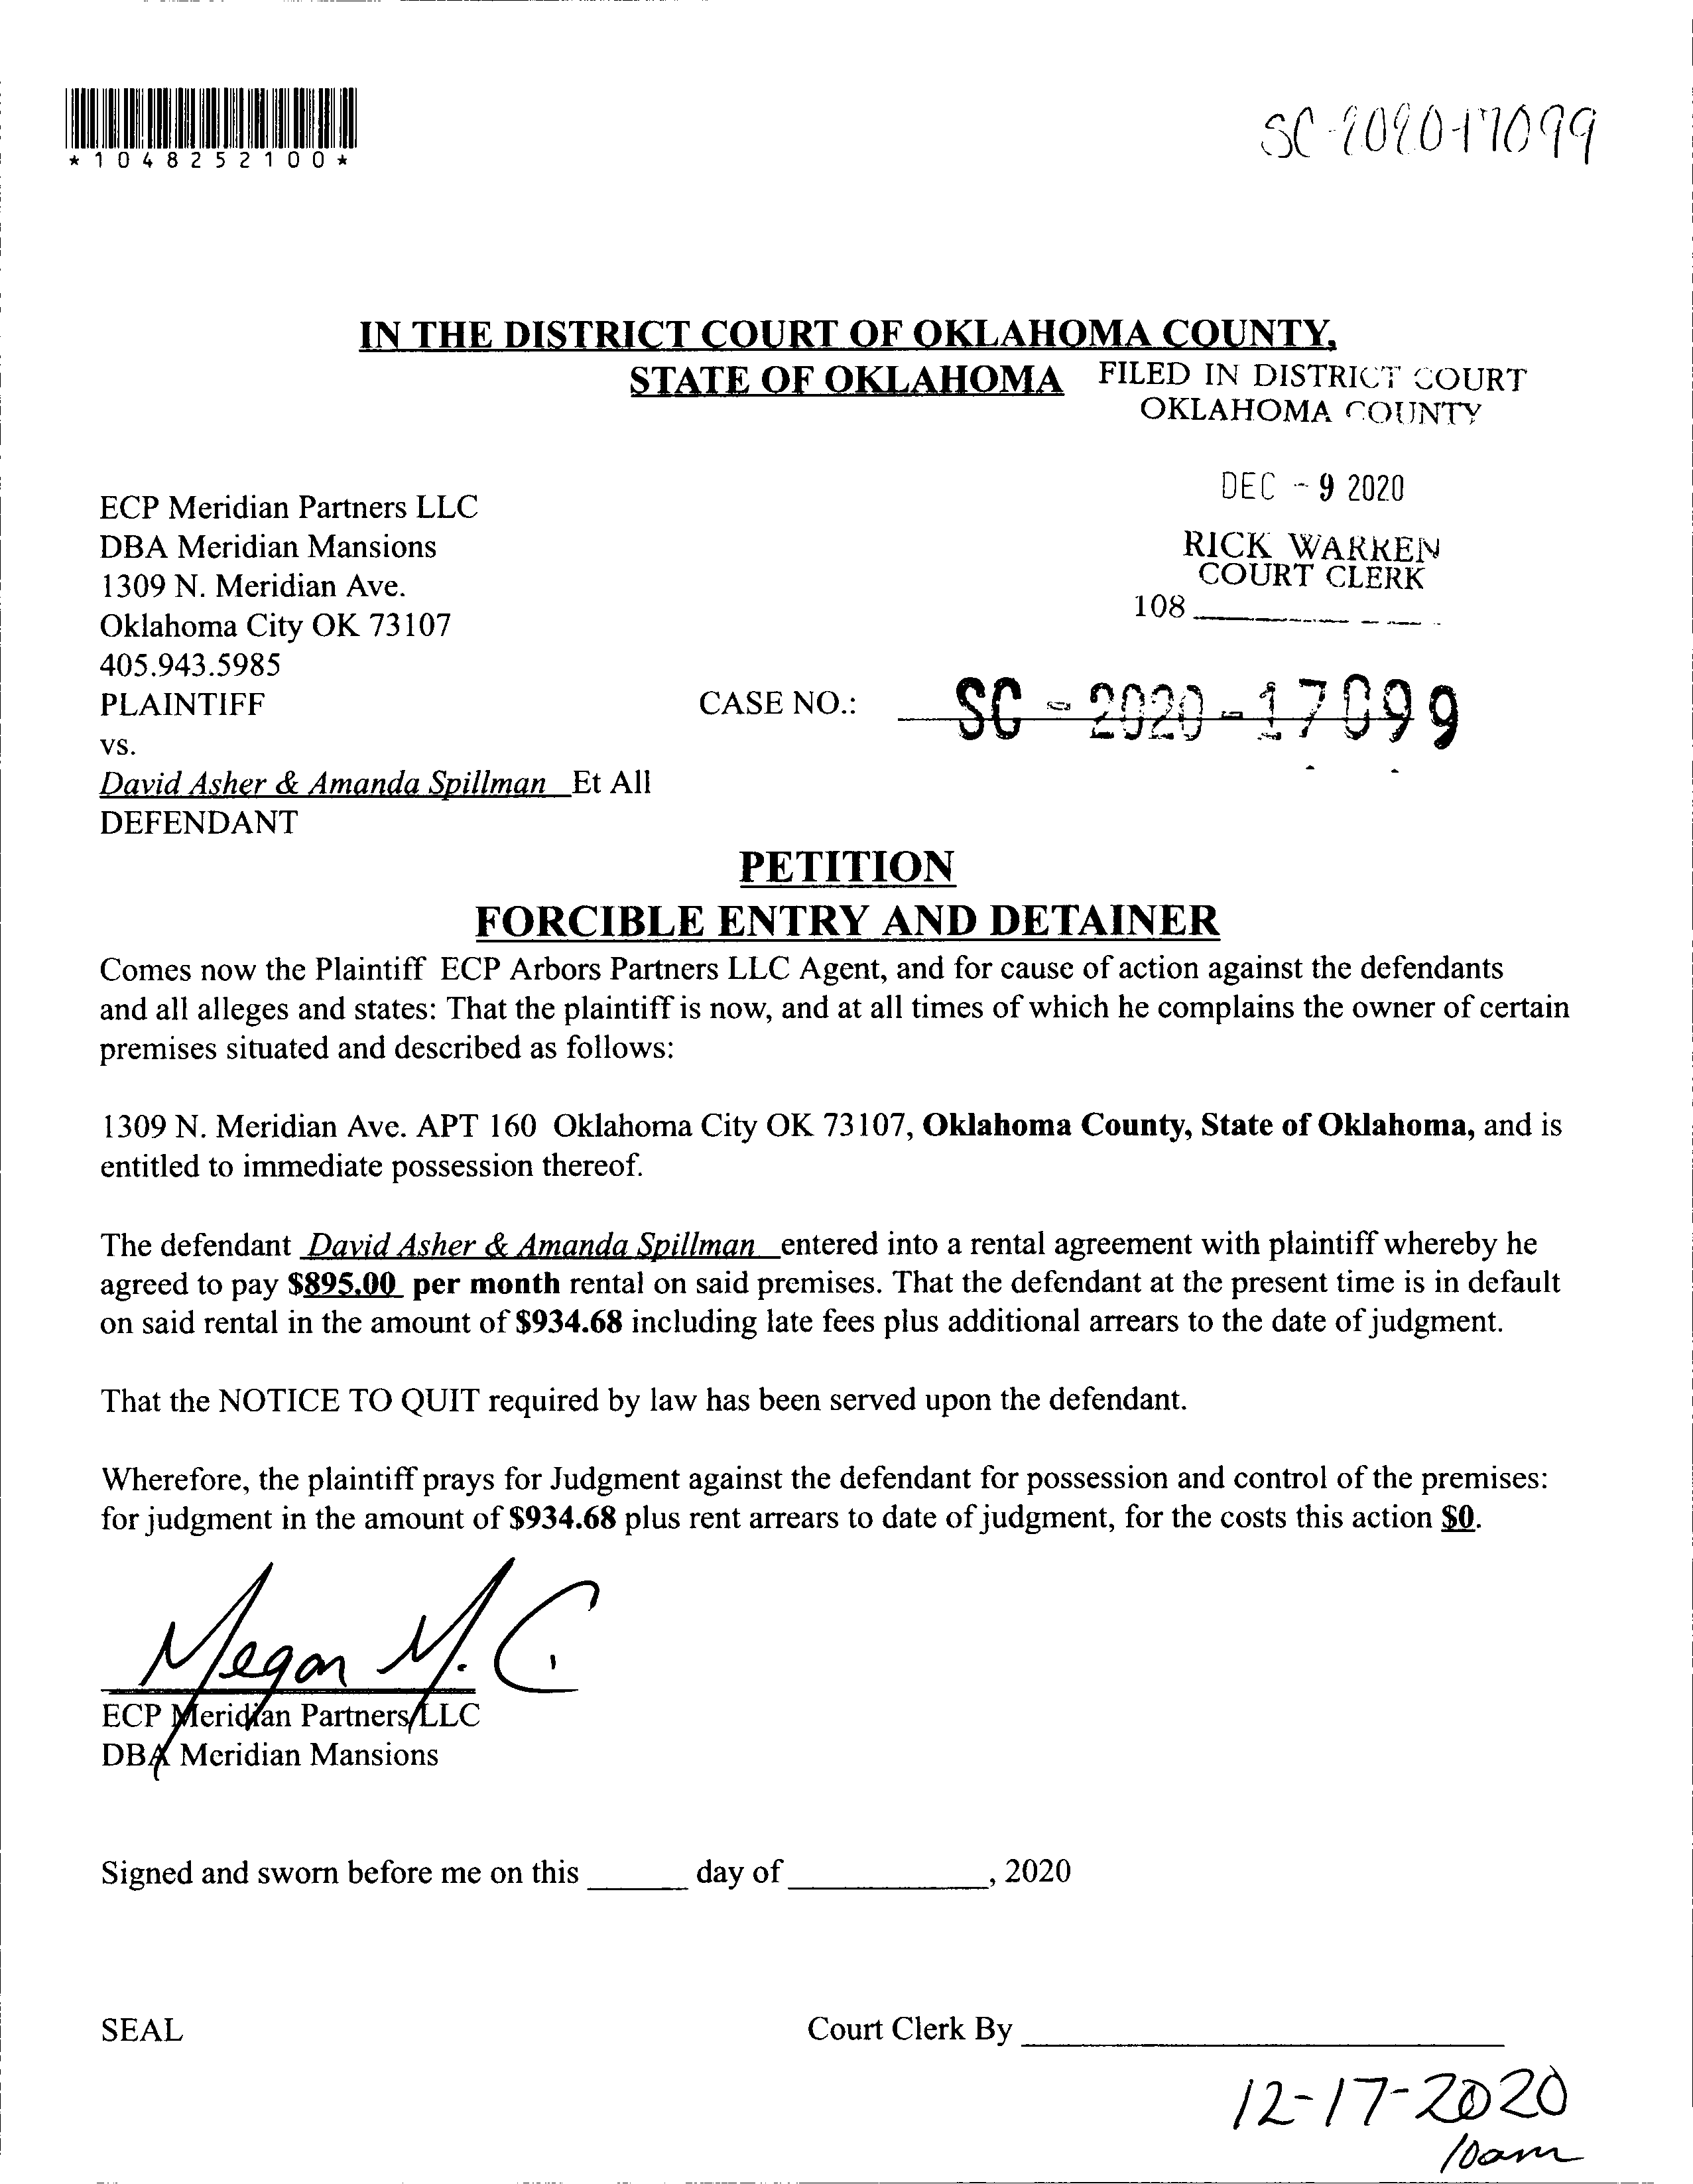 *1048252100*
SC-2020-17099
IN THE DISTRICT COURT OF OKLAHOMA COUNTY,
STATE OF OKLAHOMA
FILED IN DISTRICT COURT
OKLAHOMA COUNTY
DEC - 9 2020
RICK WARREN
COURT CLERK
108
ECP Meridian Partners LLC
DBA Meridian Mansions
1309 N. Meridian Ave.
Oklahoma City OK 73107
405.943.5985
PLAINTIFF
CASE NO.: SC - 2020 - 17099
vs.
David Asher & Amanda Spillman Et All
DEFENDANT
PETITION
FORCIBLE ENTRY AND DETAINER
Comes now the Plaintiff ECP Arbors Partners LLC Agent, and for cause of action against the defendants
and all alleges and states: That the plaintiff is now, and at all times of which he complains the owner of certain
premises situated and described as follows:
1309 N. Meridian Ave. APT 160 Oklahoma City OK 73107, Oklahoma County, State of Oklahoma, and is
entitled to immediate possession thereof.
The defendant David Asher & Amanda Spillman entered into a rental agreement with plaintiff whereby he
agreed to pay $895.00 per month rental on said premises. That the defendant at the present time is in default
on said rental in the amount of $934.68 including late fees plus additional arrears to the date of judgment.
That the NOTICE TO QUIT required by law has been served upon the defendant.
Wherefore, the plaintiff prays for Judgment against the defendant for possession and control of the premises:
for judgment in the amount of $934.68 plus rent arrears to date of judgment, for the costs this action $0.
Megan M. C.
ECP Meridian Partners LLC
DBA Meridian Mansions
Signed and sworn before me on this ______ day of ____________, 2020
SEAL
Court Clerk By ____________
12-17-2020
10am